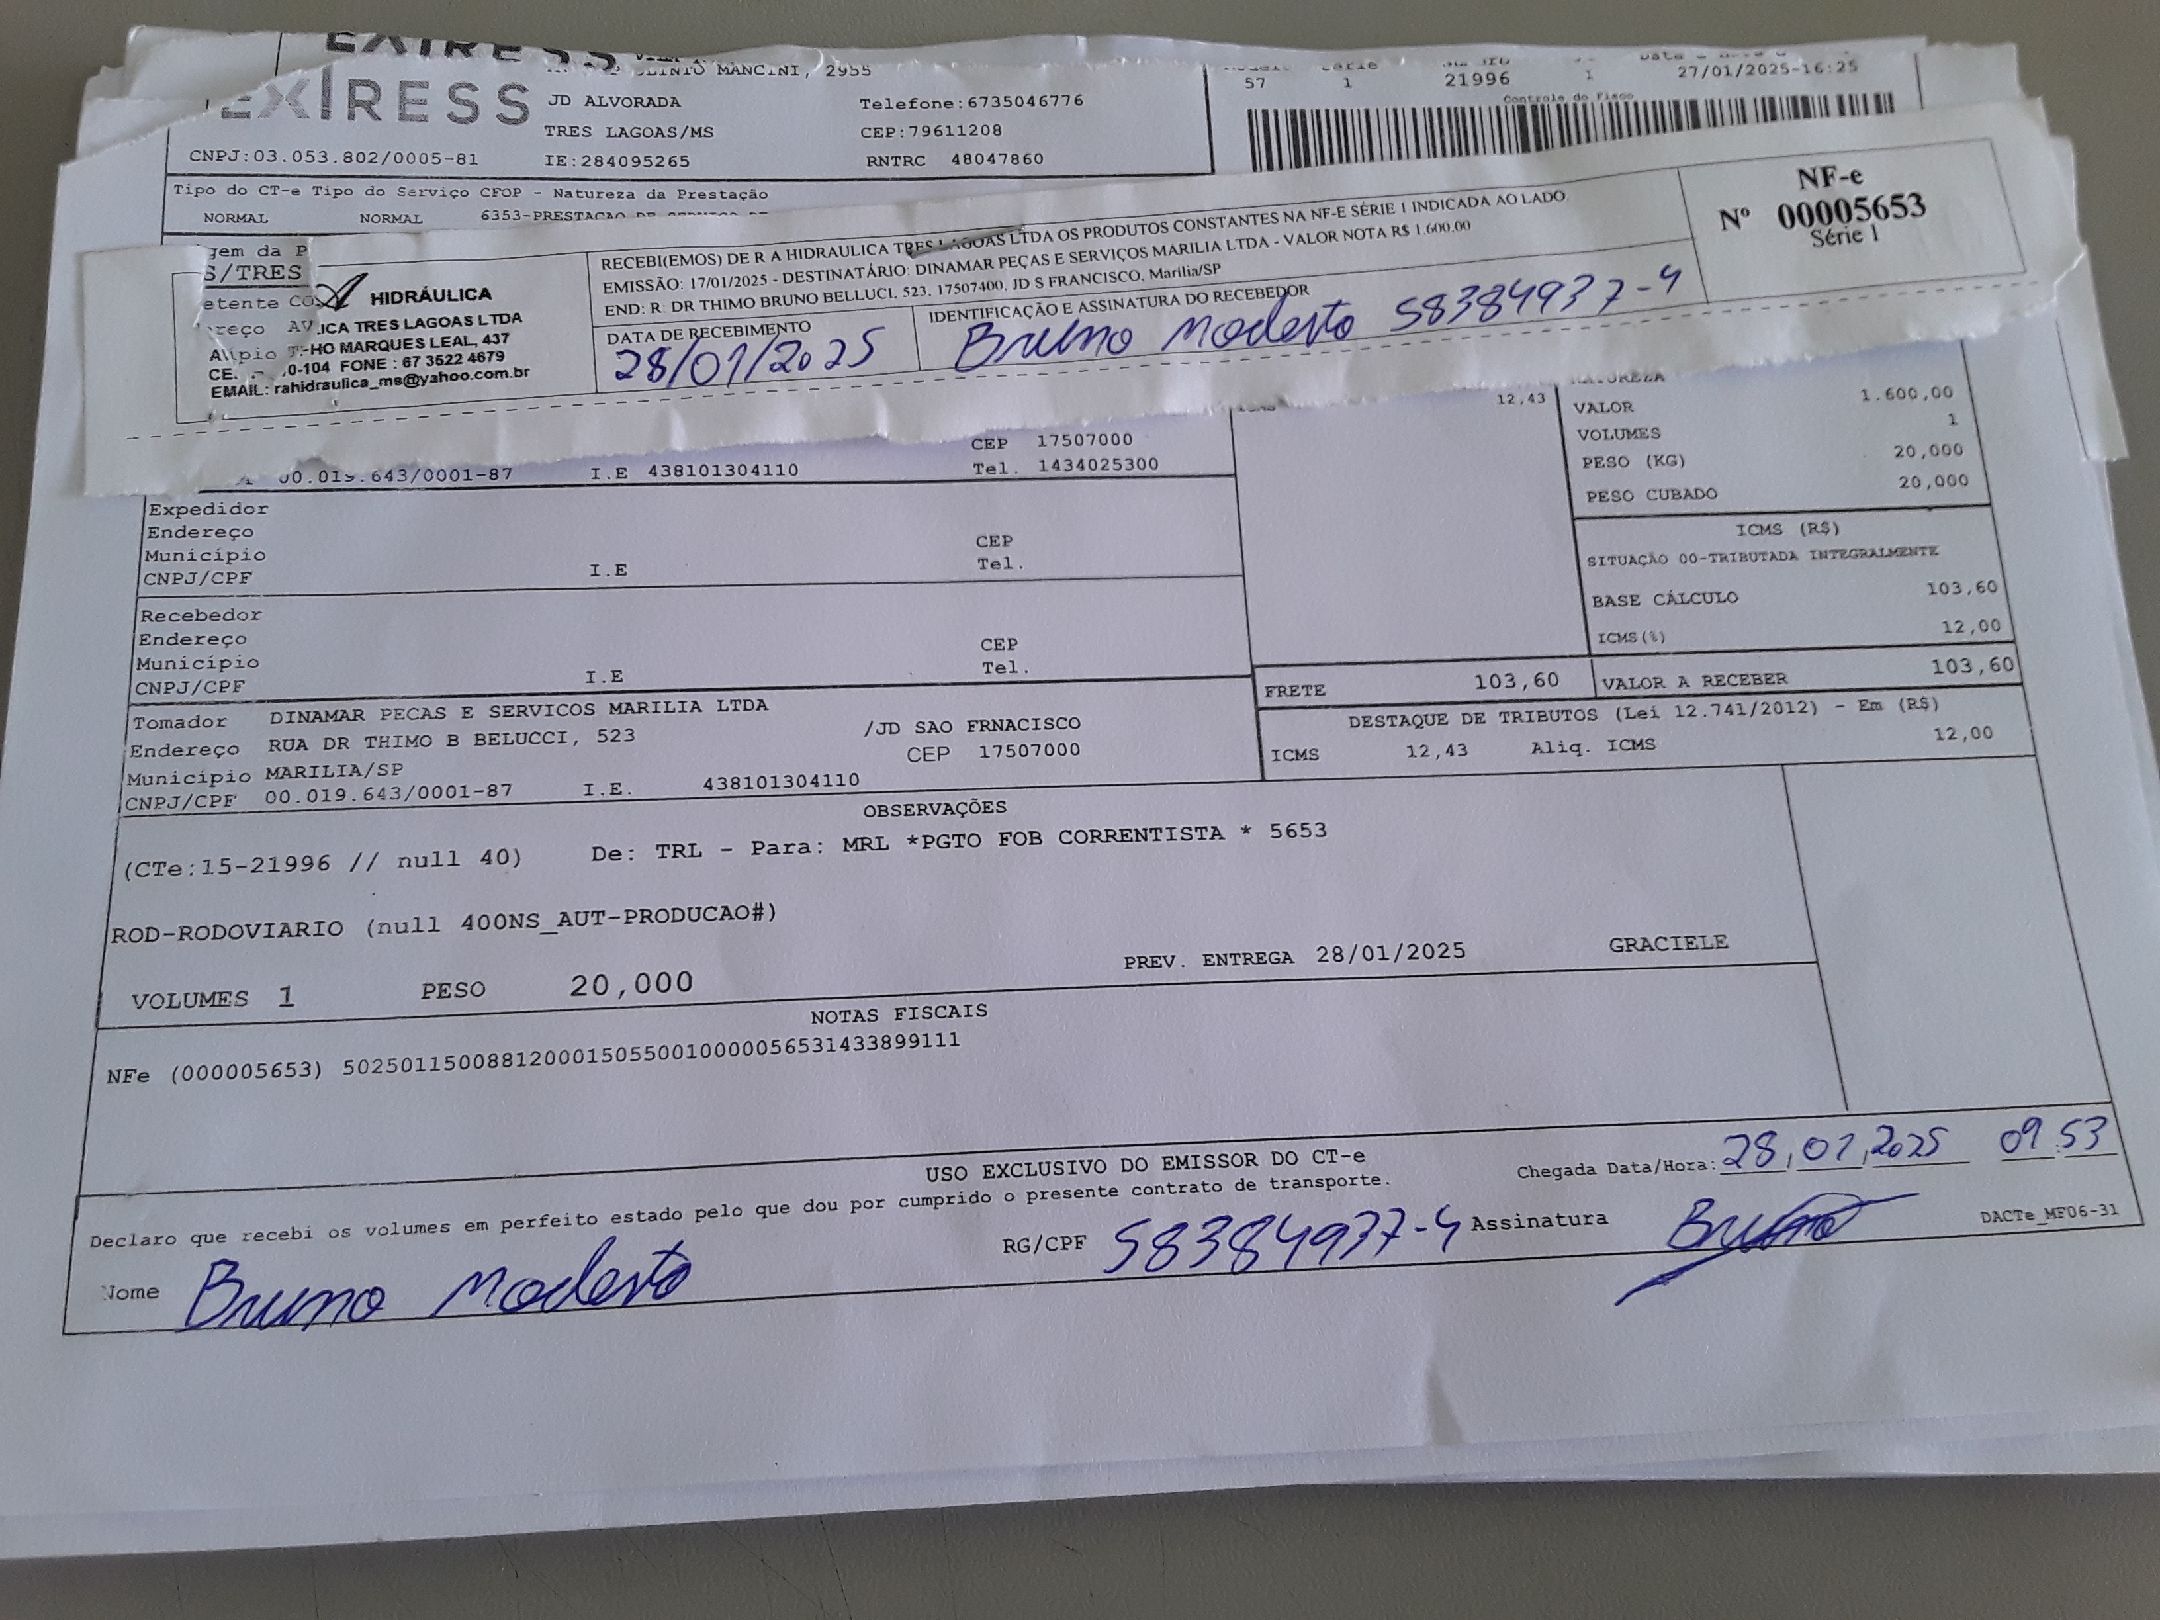 EXIRESS
EXIRESS
CLINTO MANCINI, 2955
JD ALVORADA
Telefone:6735046776
TRES LAGOAS/MS
CEP:79611208
CNPJ:03.053.802/0005-81
IE:284095265
RNTRC 48047860
57 1 21996 1 27/01/2025-16:25
Controle do Fisco
Tipo do CT-e Tipo do Serviço CFOP - Natureza da Prestação
NORMAL NORMAL 6353-PRESTACAO DE SERVICO DE
gem da P
S/TRES
etente CO
reço AV
HIDRÁULICA
ICA TRES LAGOAS LTDA
HO MARQUES LEAL, 437
0-104 FONE : 67 3522 4679
EMAIL: rahidraulica_ms@yahoo.com.br
RECEBI(EMOS) DE R A HIDRAULICA TRES LAGOAS LTDA OS PRODUTOS CONSTANTES NA NF-E SÉRIE 1 INDICADA AO LADO
EMISSÃO: 17/01/2025 - DESTINATÁRIO: DINAMAR PEÇAS E SERVIÇOS MARILIA LTDA - VALOR NOTA R$ 1.600.00
END: R. DR THIMO BRUNO BELLUCI, 523, 17507400, JD S FRANCISCO, Marília/SP
DATA DE RECEBIMENTO
28/01/2025
IDENTIFICAÇÃO E ASSINATURA DO RECEBEDOR
Bruno Modesto 58384937-4
NF-e
Nº 00005653
Série 1
12,43
NATUREZA
VALOR 1.600,00
VOLUMES 1
PESO (KG) 20,000
PESO CUBADO 20,000
CEP 17507000
00.019.643/0001-87 I.E 438101304110 Tel. 1434025300
Expedidor
Endereço
Município CEP
CNPJ/CPF I.E Tel.
Recebedor
Endereço
Município CEP
CNPJ/CPF I.E Tel.
ICMS (R$)
SITUAÇÃO 00-TRIBUTADA INTEGRALMENTE
BASE CÁLCULO 103,60
ICMS(%) 12,00
FRETE 103,60 VALOR A RECEBER 103,60
Tomador DINAMAR PECAS E SERVICOS MARILIA LTDA
Endereço RUA DR THIMO B BELUCCI, 523 /JD SAO FRNACISCO
Município MARILIA/SP CEP 17507000
CNPJ/CPF 00.019.643/0001-87 I.E. 438101304110
DESTAQUE DE TRIBUTOS (Lei 12.741/2012) - Em (R$)
ICMS 12,43 Aliq. ICMS 12,00
OBSERVAÇÕES
(CTe:15-21996 // null 40) De: TRL - Para: MRL *PGTO FOB CORRENTISTA * 5653
ROD-RODOVIARIO (null 400NS_AUT-PRODUCAO#)
VOLUMES 1 PESO 20,000 PREV. ENTREGA 28/01/2025 GRACIELE
NOTAS FISCAIS
NFe (000005653) 50250115008812000150550010000056531433899111
USO EXCLUSIVO DO EMISSOR DO CT-e
Chegada Data/Hora: 28,01,2025 09:53
Declaro que recebi os volumes em perfeito estado pelo que dou por cumprido o presente contrato de transporte.
Nome Bruno Modesto RG/CPF 58384937-4 Assinatura Bruno
DACTe_MF06-31